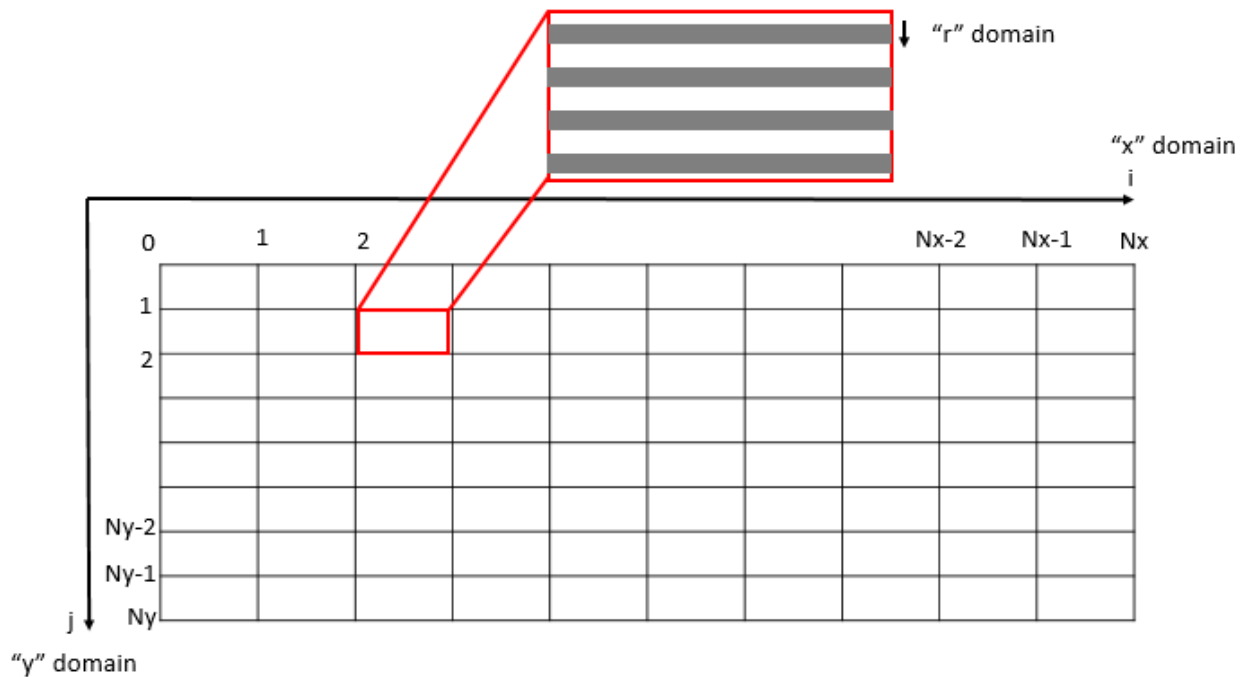 “r” domain
“x” domain
i
0 1 2 Nx-2 Nx-1 Nx
1
2
Ny-2
Ny-1
j Ny
“y” domain